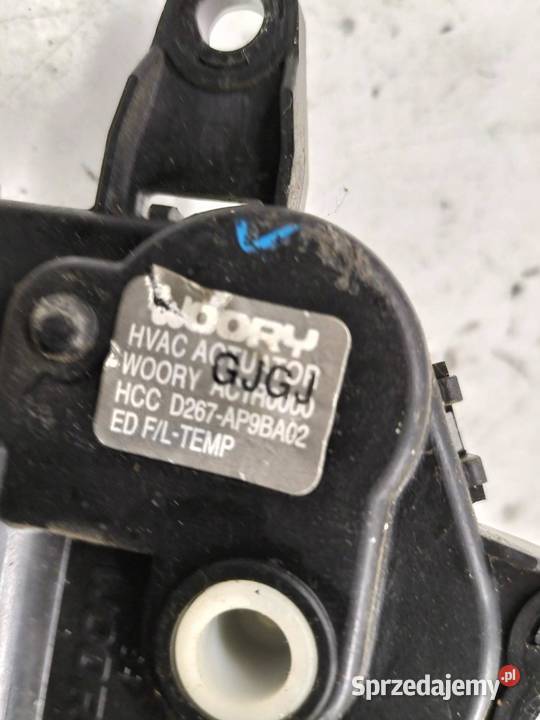 WOORY
HVAC ACTUATOR
GJGJ
WOORY
HCC D267-AP9BA02
ED F/L-TEMP
Sprzedajemy.pl